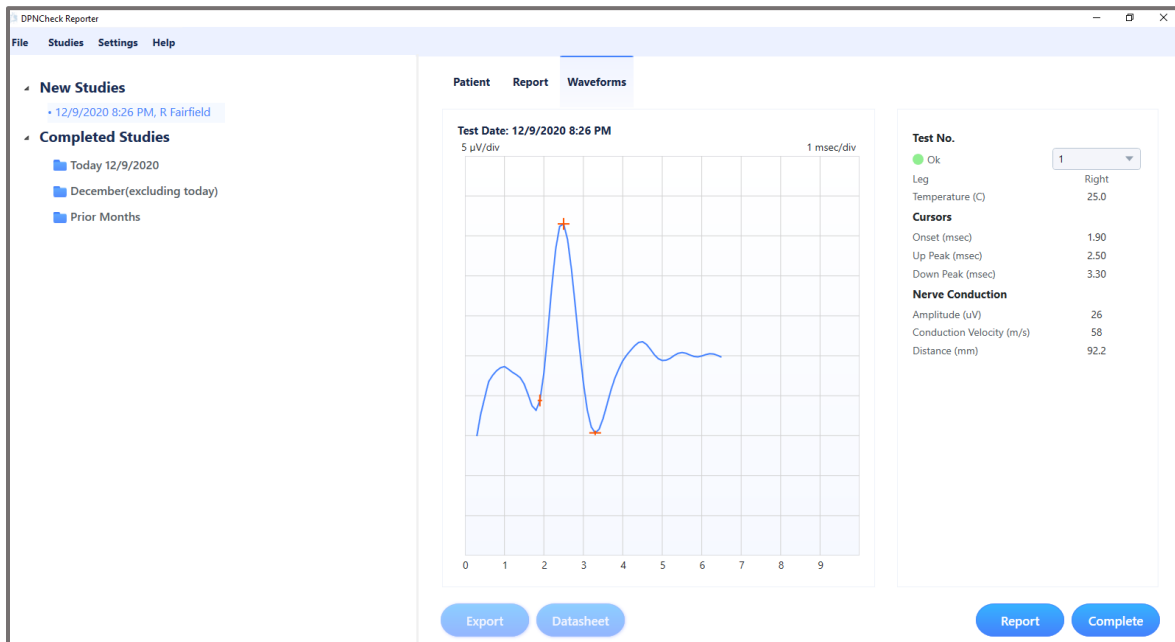 DPNCheck Reporter
File Studies Settings Help
New Studies
• 12/9/2020 8:26 PM, R Fairfield
Completed Studies
Today 12/9/2020
December(excluding today)
Prior Months
Patient Report Waveforms
Test Date: 12/9/2020 8:26 PM
5 μV/div 1 msec/div
0 1 2 3 4 5 6 7 8 9
Test No.
Ok 1
Leg Right
Temperature (C) 25.0
Cursors
Onset (msec) 1.90
Up Peak (msec) 2.50
Down Peak (msec) 3.30
Nerve Conduction
Amplitude (uV) 26
Conduction Velocity (m/s) 58
Distance (mm) 92.2
Export Datasheet Report Complete